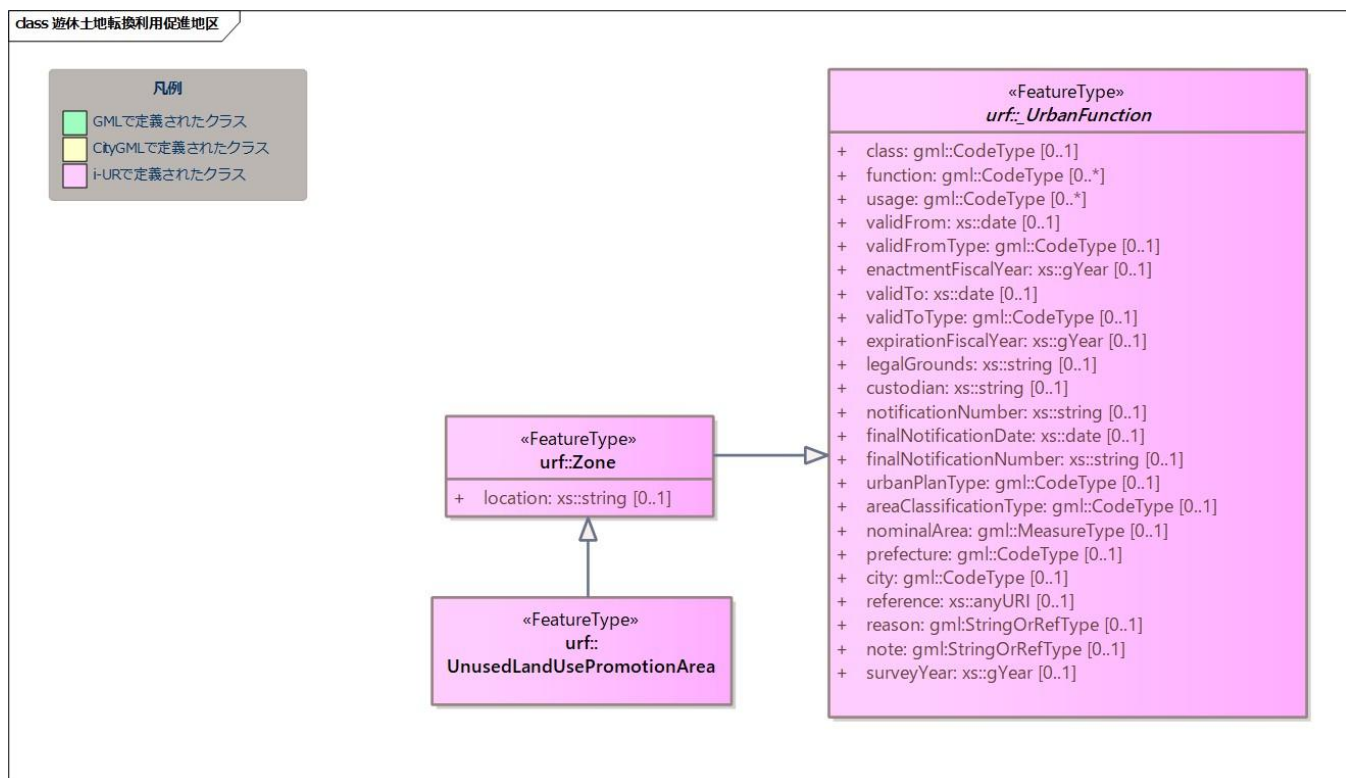 class 遊休土地転換利用促進地区
凡例
GMLで定義されたクラス
CityGMLで定義されたクラス
i-URで定義されたクラス
«FeatureType»
urf::_UrbanFunction
+ class: gml::CodeType [0..1]
+ function: gml::CodeType [0..*]
+ usage: gml::CodeType [0..*]
+ validFrom: xs::date [0..1]
+ validFromType: gml::CodeType [0..1]
+ enactmentFiscalYear: xs::gYear [0..1]
+ validTo: xs::date [0..1]
+ validToType: gml::CodeType [0..1]
+ expirationFiscalYear: xs::gYear [0..1]
+ legalGrounds: xs::string [0..1]
+ custodian: xs::string [0..1]
+ notificationNumber: xs::string [0..1]
+ finalNotificationDate: xs::date [0..1]
+ finalNotificationNumber: xs::string [0..1]
+ urbanPlanType: gml::CodeType [0..1]
+ areaClassificationType: gml::CodeType [0..1]
+ nominalArea: gml::MeasureType [0..1]
+ prefecture: gml::CodeType [0..1]
+ city: gml::CodeType [0..1]
+ reference: xs::anyURI [0..1]
+ reason: gml:StringOrRefType [0..1]
+ note: gml:StringOrRefType [0..1]
+ surveyYear: xs::gYear [0..1]
«FeatureType»
urf::Zone
+ location: xs::string [0..1]
«FeatureType»
urf::
UnusedLandUsePromotionArea